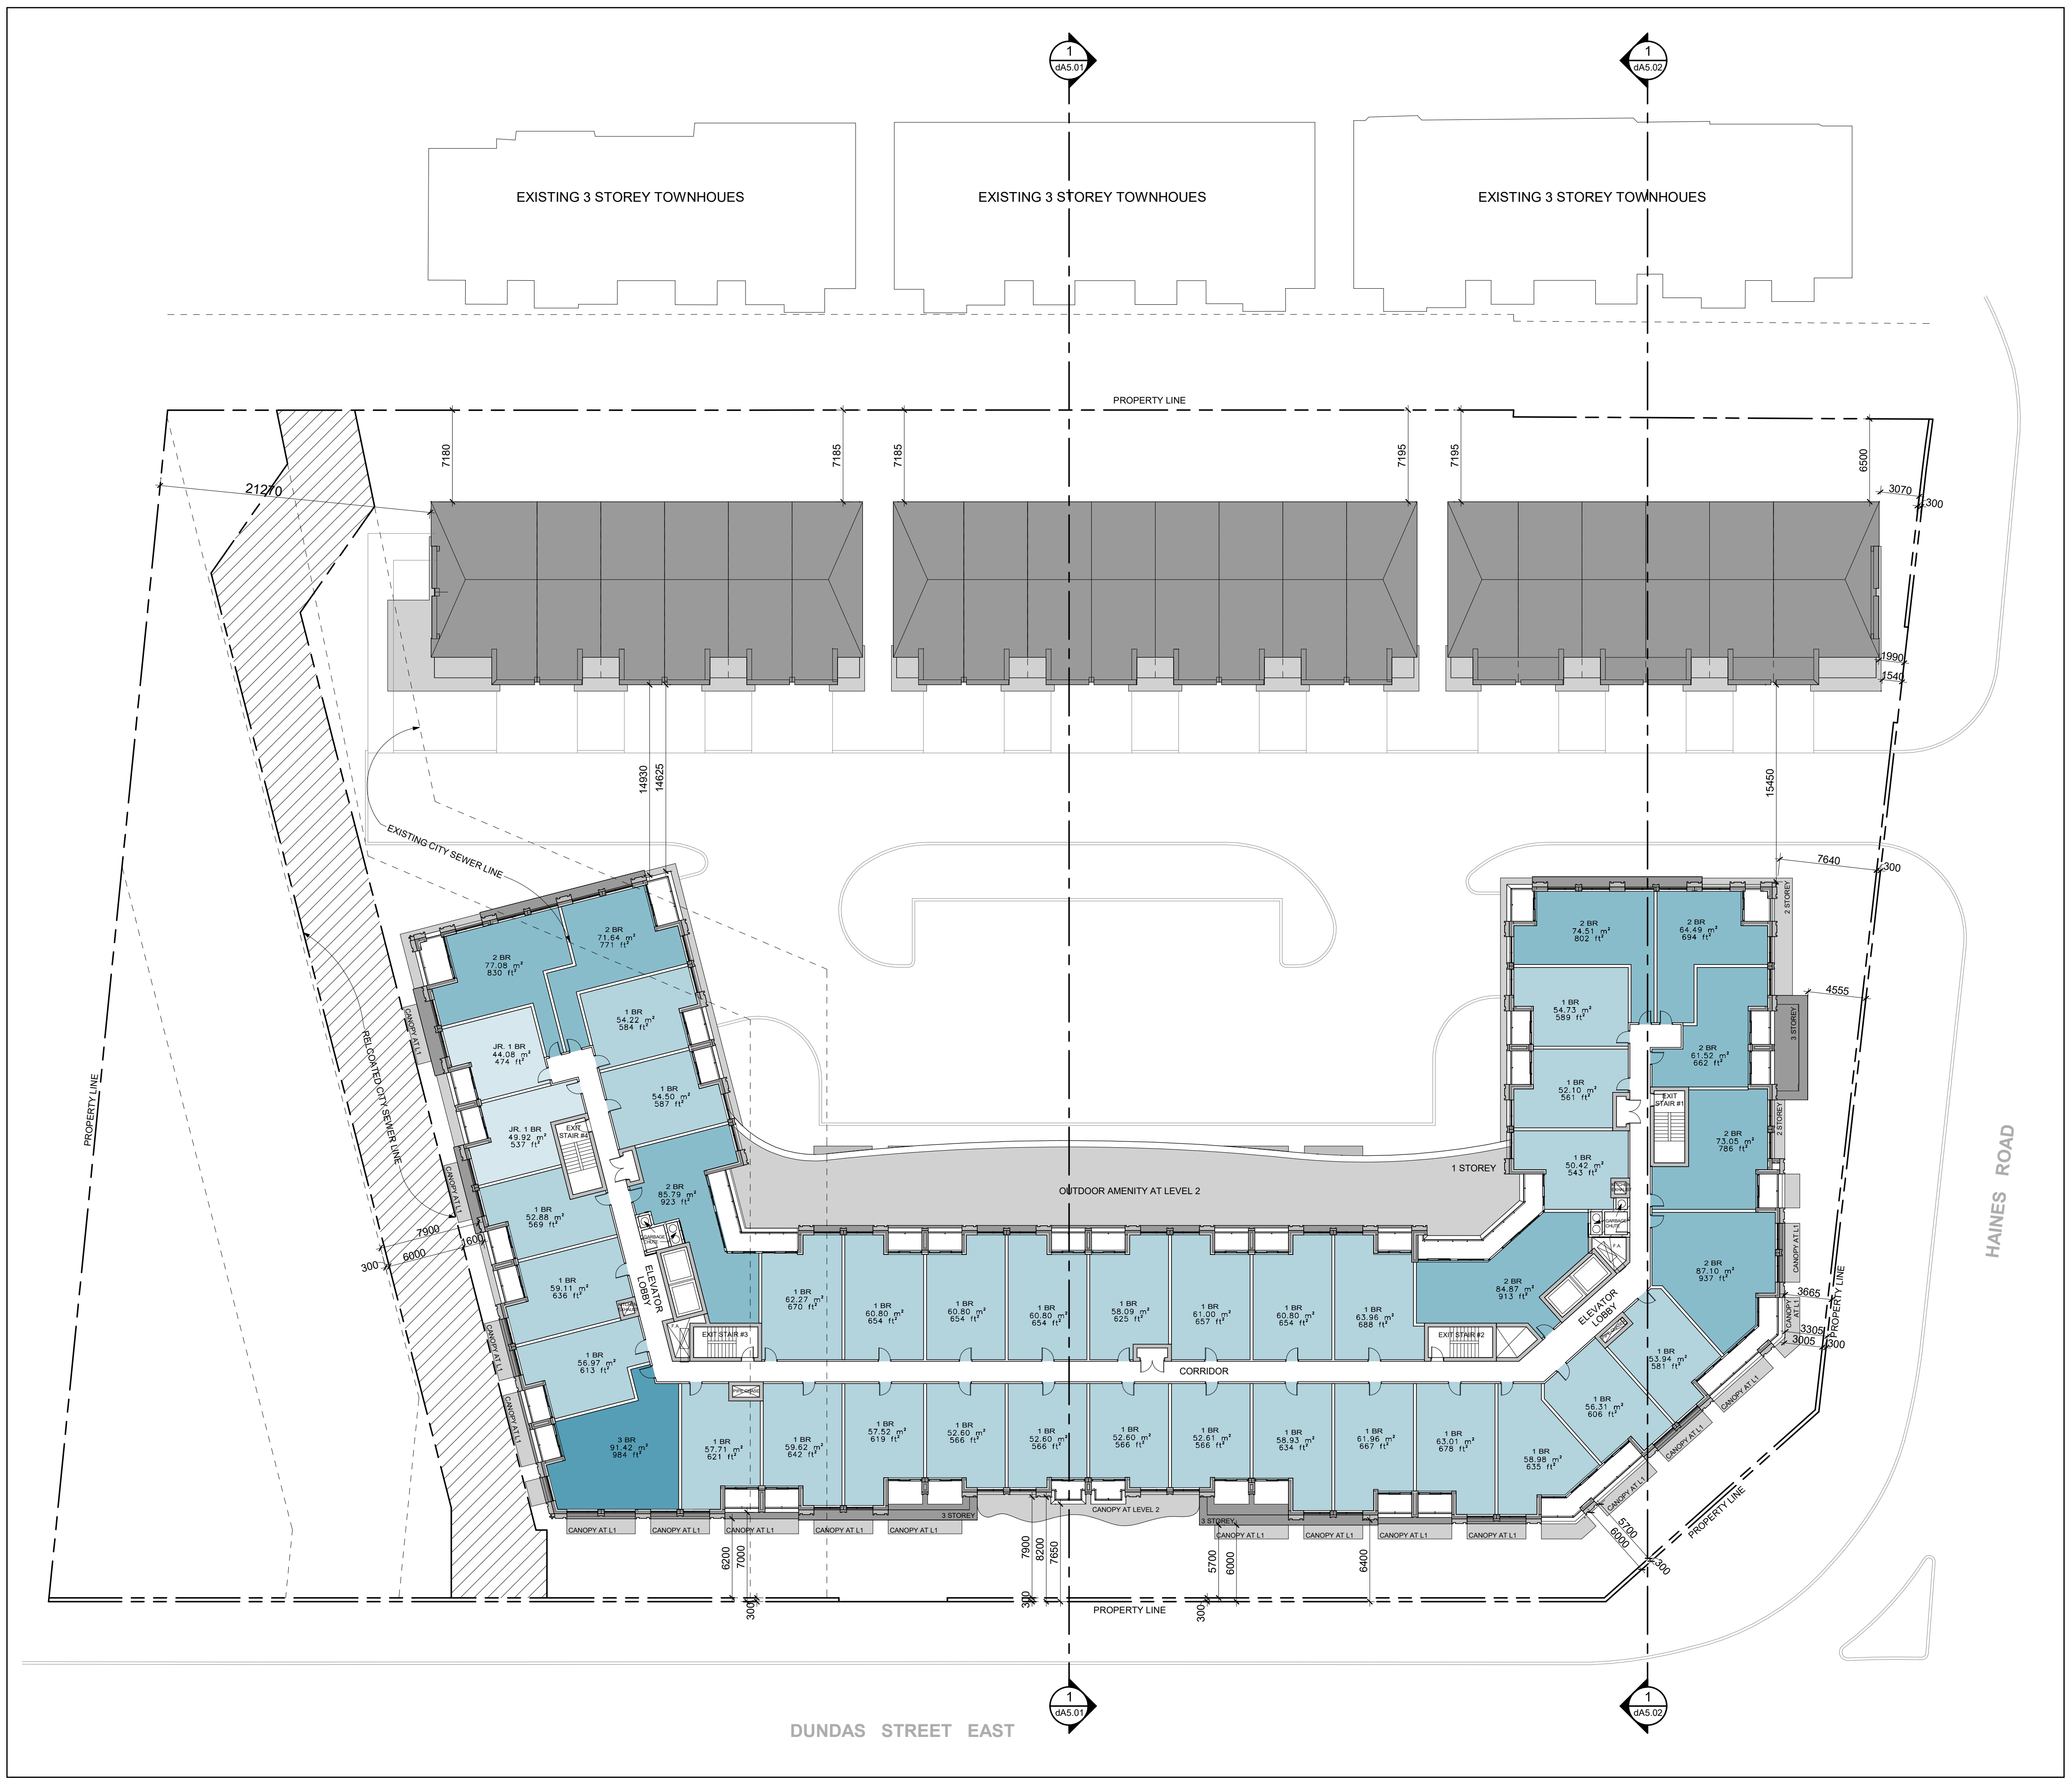 1
dA5.01
1
dA5.02
EXISTING 3 STOREY TOWNHOUES
EXISTING 3 STOREY TOWNHOUES
EXISTING 3 STOREY TOWNHOUES
PROPERTY LINE
7180
7185
7185
7195
7195
6500
21270
3070
300
1990
1540
14930
14625
15450
EXISTING CITY SEWER LINE
7640
300
2 STOREY
4555
3 STOREY
2 STOREY
2 BR
71.64 m²
771 ft²
2 BR
77.08 m²
830 ft²
1 BR
54.22 m²
584 ft²
JR. 1 BR
44.08 m²
474 ft²
1 BR
54.50 m²
587 ft²
JR. 1 BR
49.92 m²
537 ft²
EXIT
STAIR #4
2 BR
85.79 m²
923 ft²
1 BR
52.88 m²
569 ft²
GARBAGE
CHUTE
ELEVATOR
LOBBY
1 BR
59.11 m²
636 ft²
1 BR
56.97 m²
613 ft²
F.A.
EXIT STAIR #3
3 BR
91.42 m²
984 ft²
CANOPY AT L1
CANOPY AT L1
CANOPY AT L1
CANOPY AT L1
RELCOATED CITY SEWER LINE
PROPERTY LINE
7900
1600
6000
300
2 BR
74.51 m²
802 ft²
2 BR
64.49 m²
694 ft²
1 BR
54.73 m²
589 ft²
2 BR
61.52 m²
662 ft²
1 BR
52.10 m²
561 ft²
EXIT
STAIR #1
2 BR
73.05 m²
786 ft²
1 BR
50.42 m²
543 ft²
1 STOREY
OUTDOOR AMENITY AT LEVEL 2
GARBAGE
CHUTE
F.A.
2 BR
87.10 m²
937 ft²
2 BR
84.87 m²
913 ft²
ELEVATOR
LOBBY
EXIT STAIR #2
1 BR
62.27 m²
670 ft²
1 BR
60.80 m²
654 ft²
1 BR
60.80 m²
654 ft²
1 BR
60.80 m²
654 ft²
1 BR
58.09 m²
625 ft²
1 BR
61.00 m²
657 ft²
1 BR
60.80 m²
654 ft²
1 BR
63.96 m²
688 ft²
CORRIDOR
PIPE CHASE
1 BR
57.71 m²
621 ft²
1 BR
59.62 m²
642 ft²
1 BR
57.52 m²
619 ft²
1 BR
52.60 m²
566 ft²
1 BR
52.60 m²
566 ft²
1 BR
52.60 m²
566 ft²
1 BR
52.61 m²
566 ft²
1 BR
58.93 m²
634 ft²
1 BR
61.96 m²
667 ft²
1 BR
63.01 m²
678 ft²
1 BR
58.98 m²
635 ft²
1 BR
56.31 m²
606 ft²
1 BR
53.94 m²
581 ft²
CANOPY AT L1
CANOPY
AT L1
3665
3305
3005
300
PROPERTY LINE
HAINES ROAD
CANOPY AT L1
CANOPY AT L1
CANOPY AT L1
PROPERTY LINE
CANOPY AT L1
CANOPY AT L1
CANOPY AT L1
CANOPY AT L1
CANOPY AT L1
3 STOREY
CANOPY AT LEVEL 2
3 STOREY
CANOPY AT L1
CANOPY AT L1
CANOPY AT L1
CANOPY AT L1
6200
7000
300
7900
8200
7650
300
5700
6000
300
6400
5700
6000
300
PROPERTY LINE
1
dA5.01
1
dA5.02
DUNDAS STREET EAST